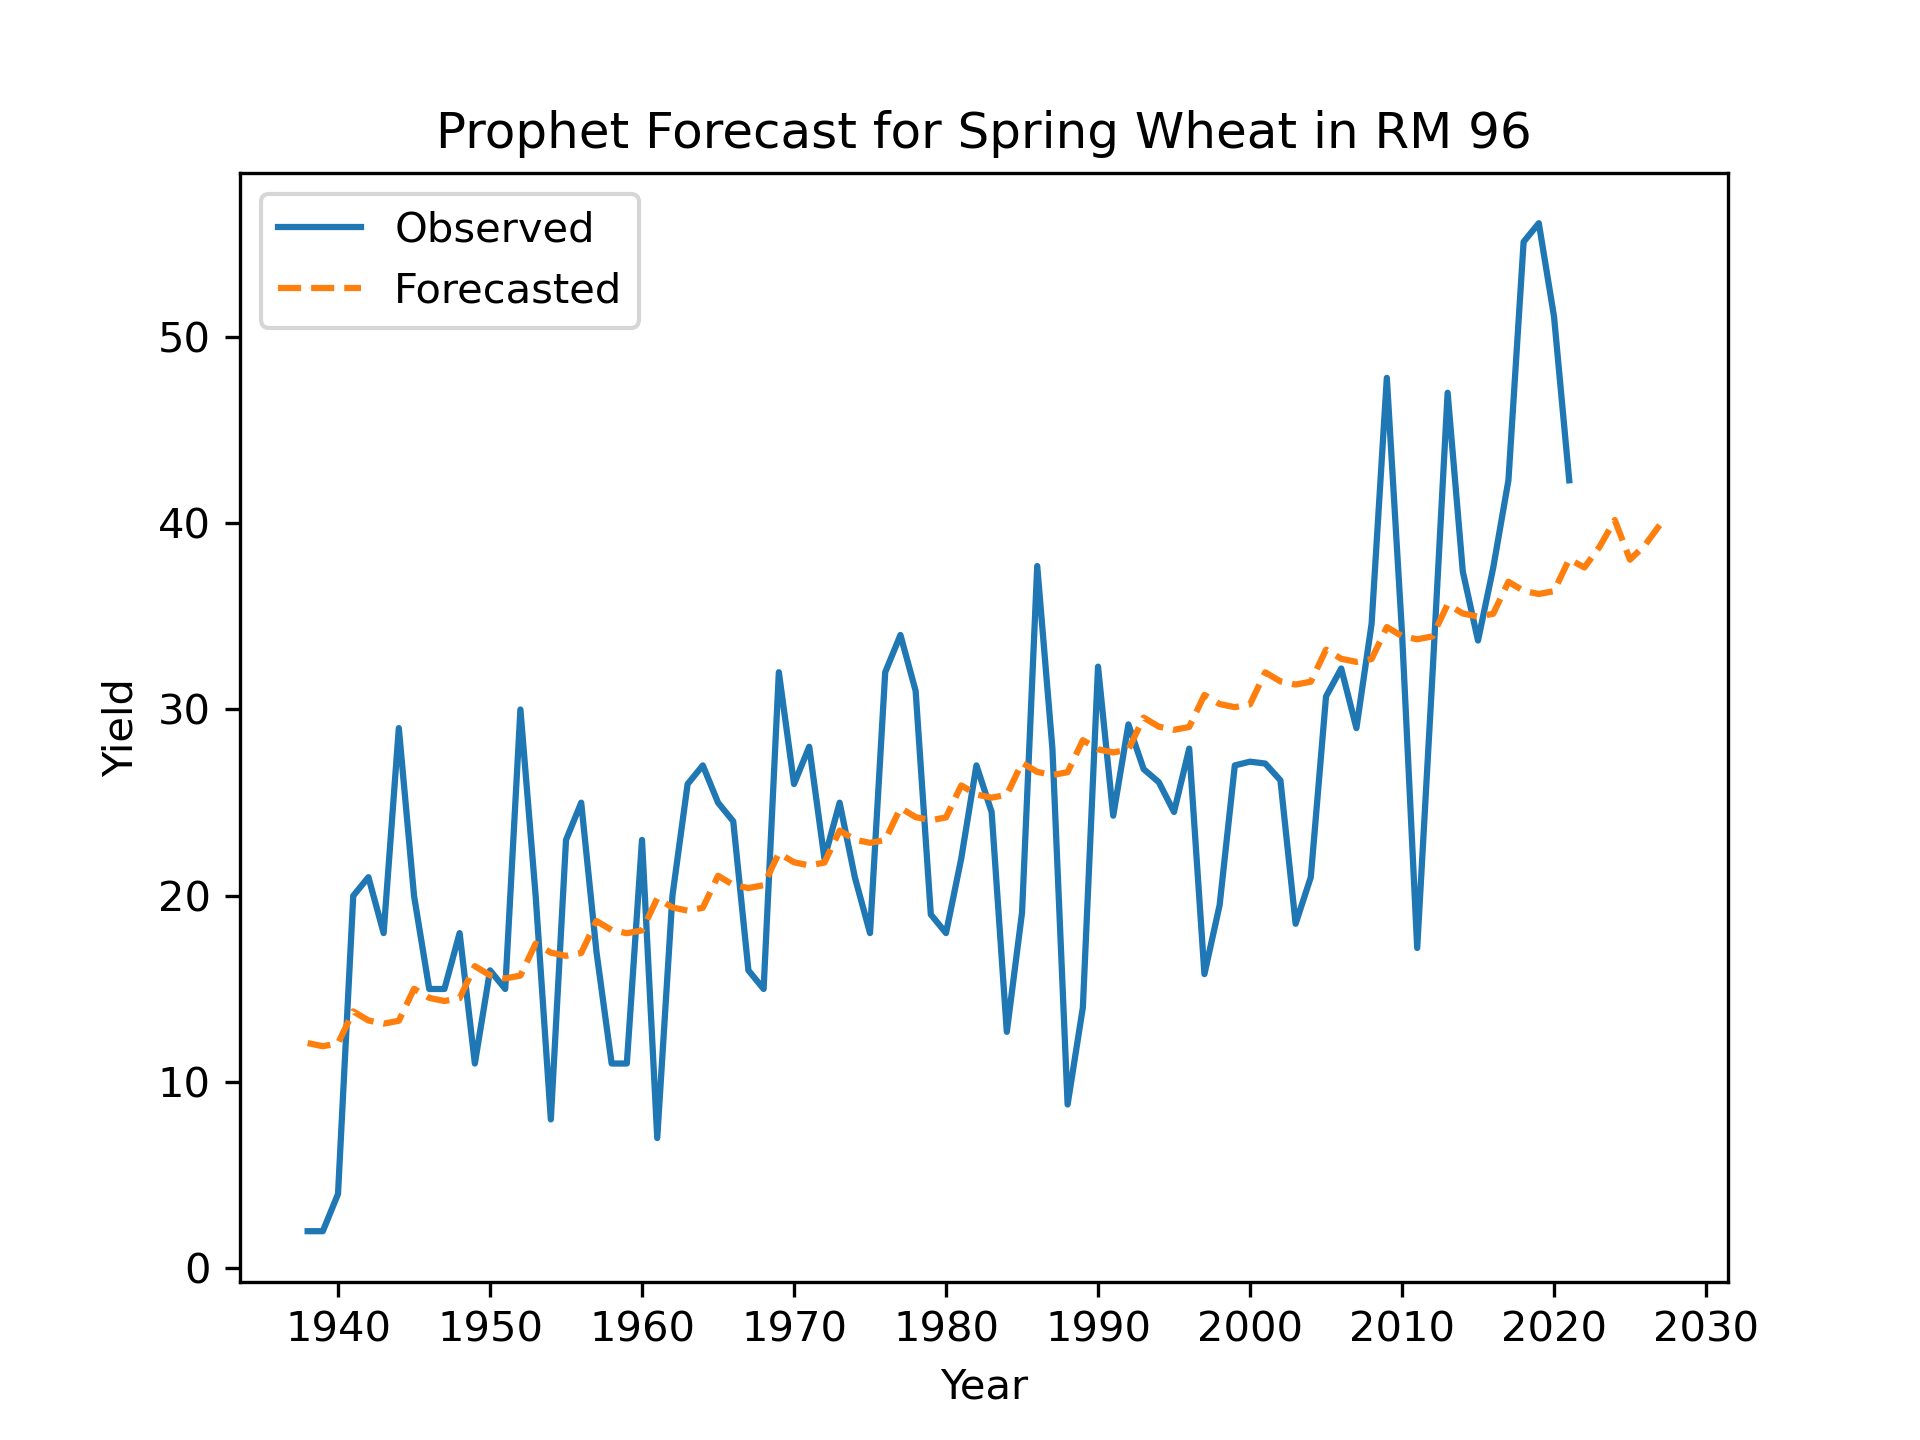 Prophet Forecast for Spring Wheat in RM 96
Observed
Forecasted
Yield
50
40
30
20
10
0
1940 1950 1960 1970 1980 1990 2000 2010 2020 2030
Year